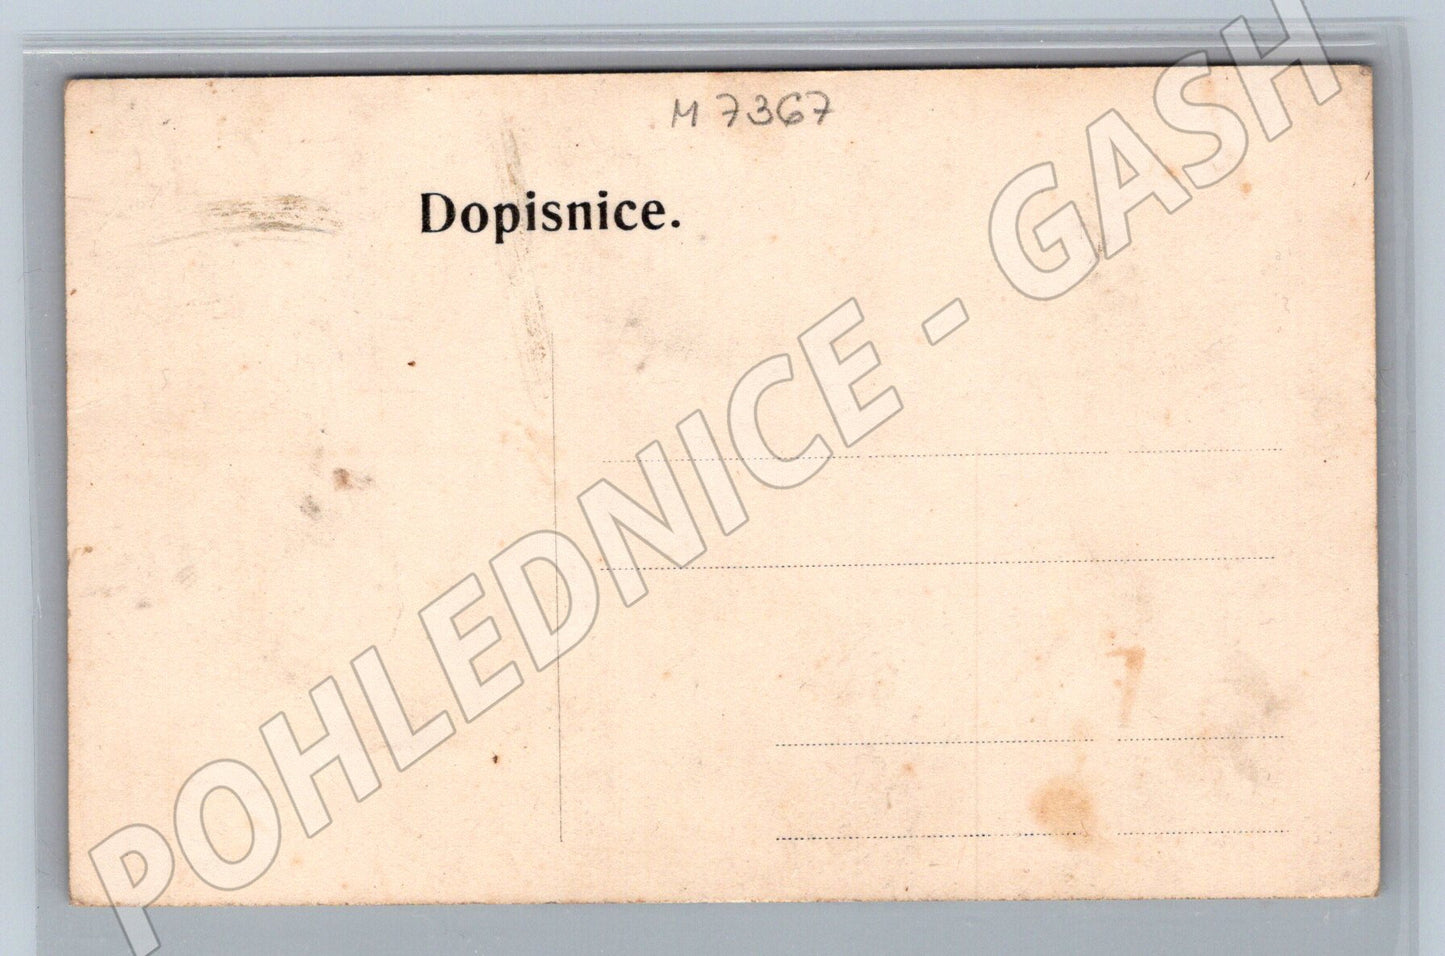 M 7367
Dopisnice.
POHLEDNICE - GASH